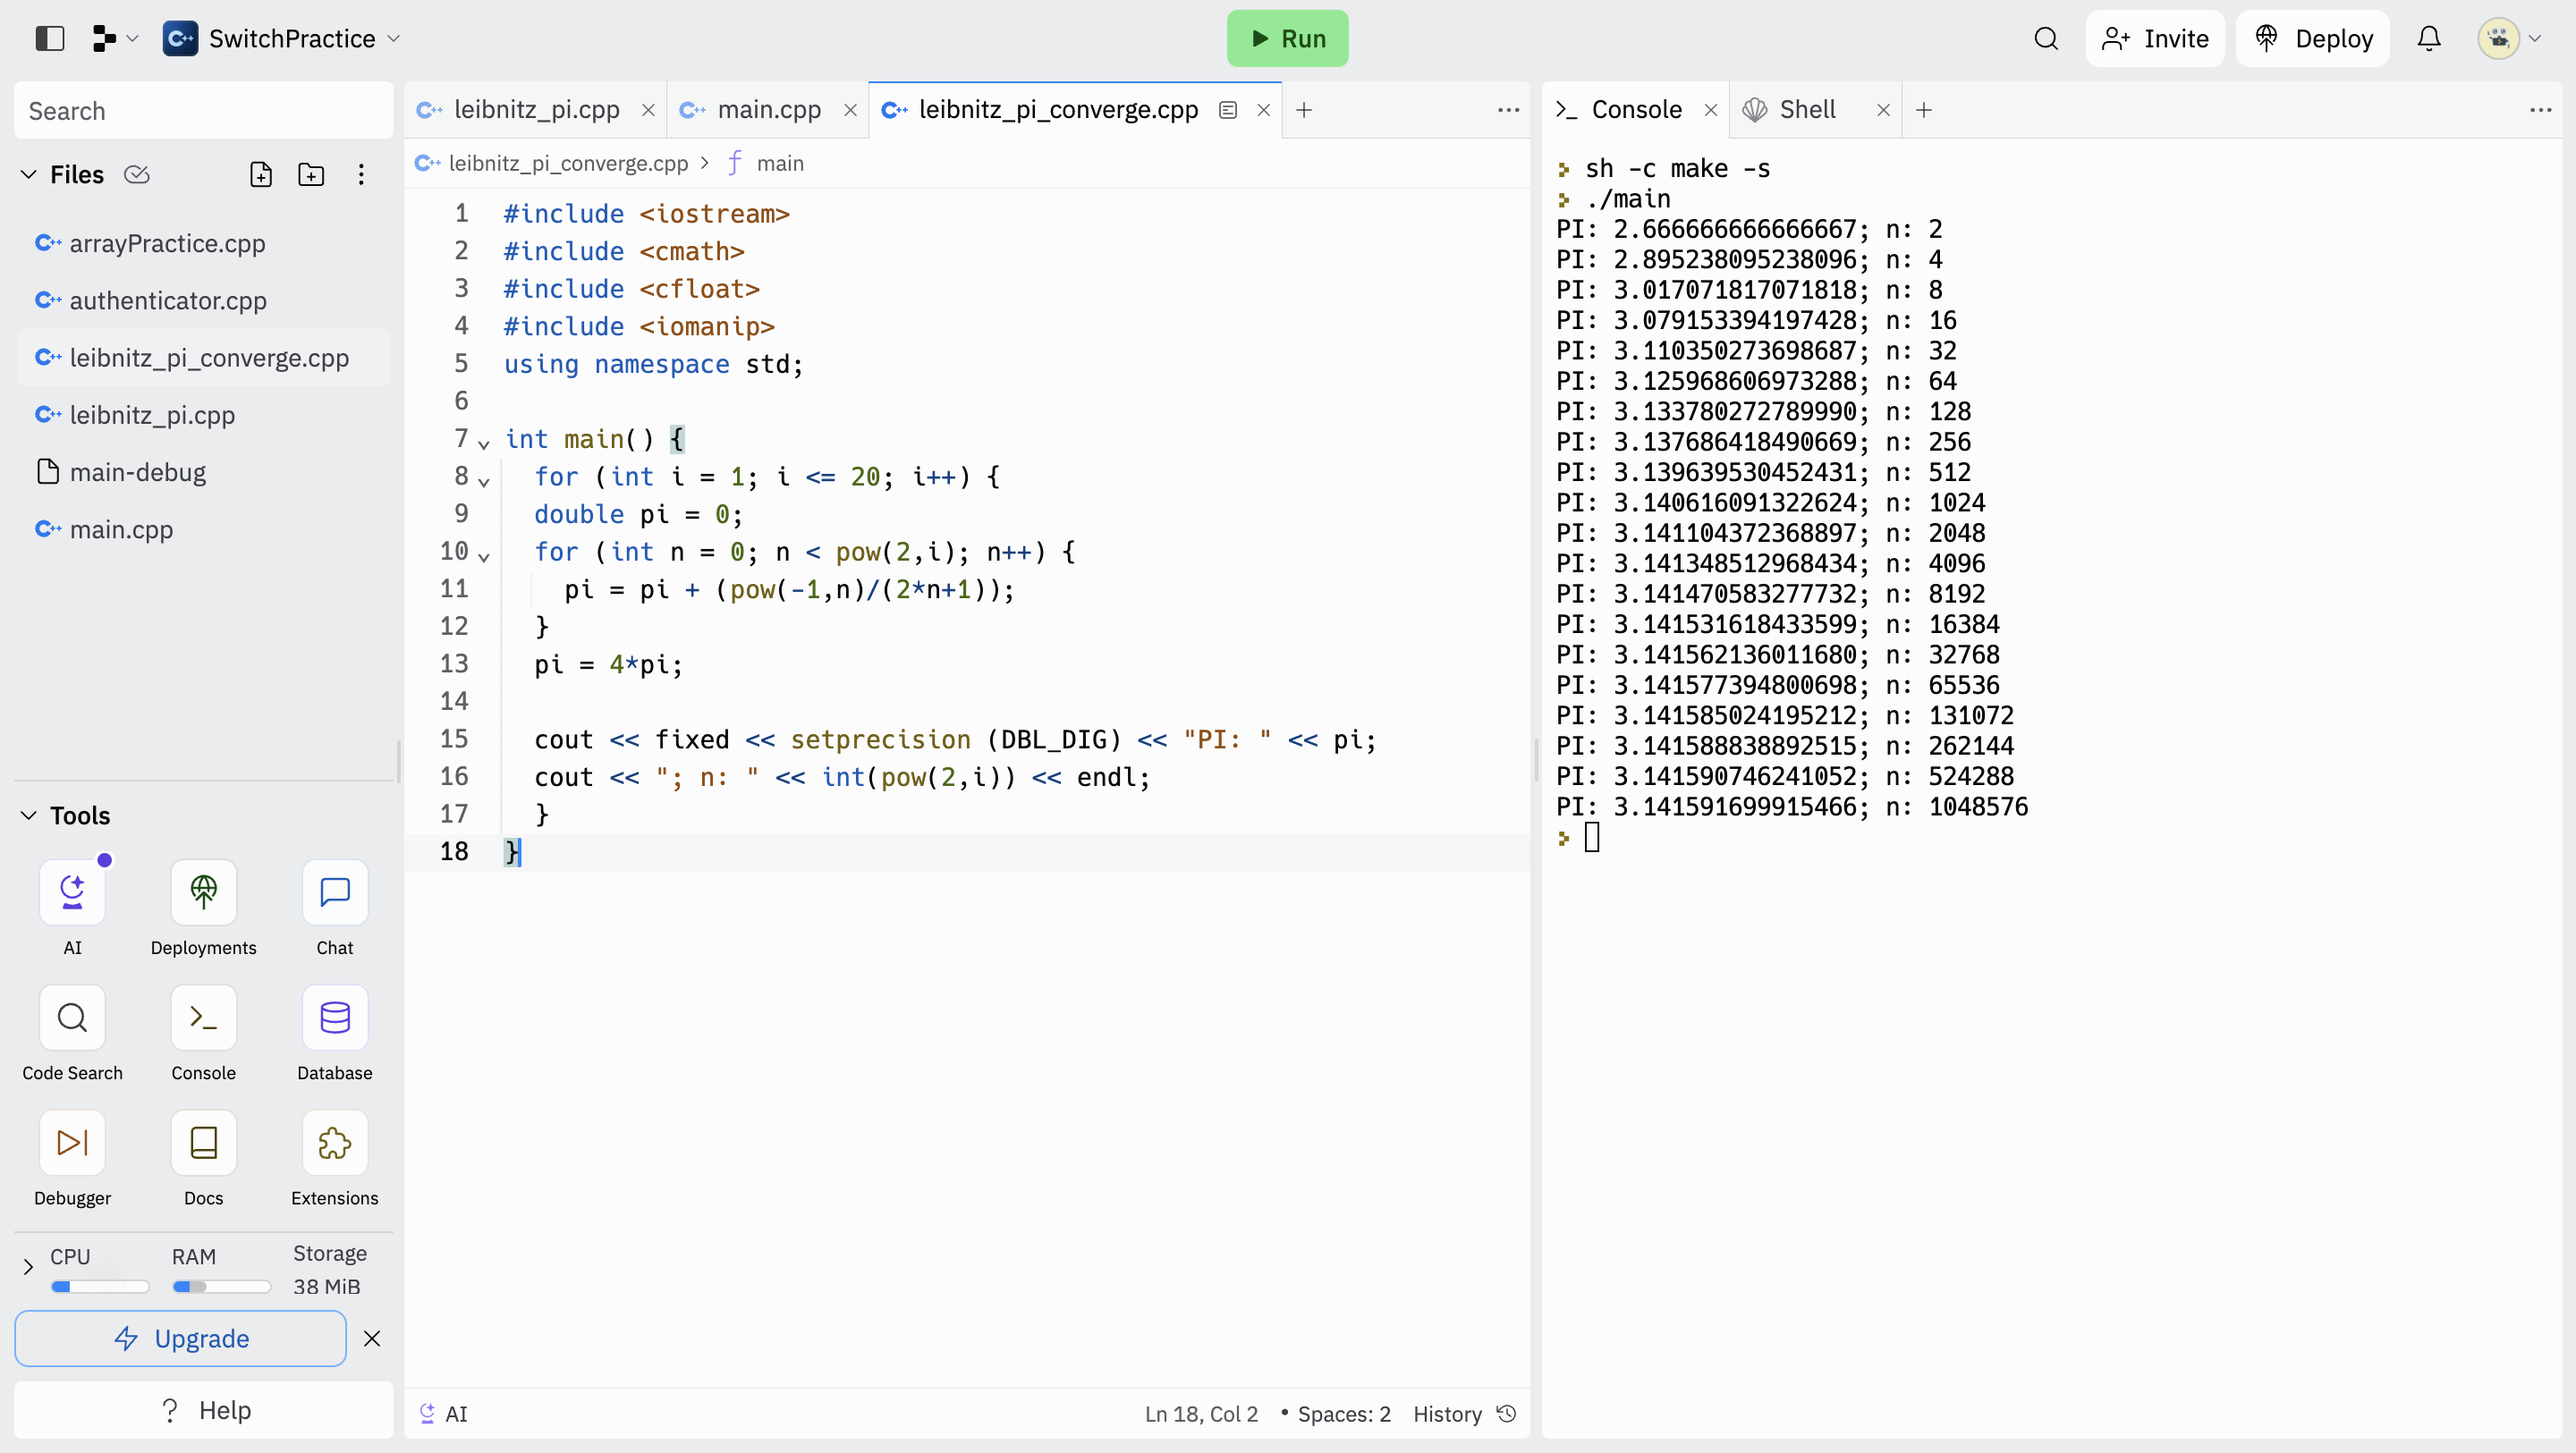 SwitchPractice
Run
Invite
Deploy
Search
Files
arrayPractice.cpp
authenticator.cpp
leibnitz_pi_converge.cpp
leibnitz_pi.cpp
main-debug
main.cpp
Tools
AI
Deployments
Chat
Code Search
Console
Database
Debugger
Docs
Extensions
CPU
RAM
Storage
38 MiB
Upgrade
? Help
leibnitz_pi.cpp
main.cpp
leibnitz_pi_converge.cpp
leibnitz_pi_converge.cpp > f main
1 #include <iostream>
2 #include <cmath>
3 #include <cfloat>
4 #include <iomanip>
5 using namespace std;
6
7 int main() {
8 for (int i = 1; i <= 20; i++) {
9 double pi = 0;
10 for (int n = 0; n < pow(2,i); n++) {
11 pi = pi + (pow(-1,n)/(2*n+1));
12 }
13 pi = 4*pi;
14
15 cout << fixed << setprecision (DBL_DIG) << "PI: " << pi;
16 cout << "; n: " << int(pow(2,i)) << endl;
17 }
18 }
AI
Ln 18, Col 2 • Spaces: 2 History
Console
Shell
sh -c make -s
./main
PI: 2.666666666666667; n: 2
PI: 2.895238095238096; n: 4
PI: 3.017071817071818; n: 8
PI: 3.079153394197428; n: 16
PI: 3.110350273698687; n: 32
PI: 3.125968606973288; n: 64
PI: 3.133780272789990; n: 128
PI: 3.137686418490669; n: 256
PI: 3.139639530452431; n: 512
PI: 3.140616091322624; n: 1024
PI: 3.141104372368897; n: 2048
PI: 3.141348512968434; n: 4096
PI: 3.141470583277732; n: 8192
PI: 3.141531618433599; n: 16384
PI: 3.141562136011680; n: 32768
PI: 3.141577394800698; n: 65536
PI: 3.141585024195212; n: 131072
PI: 3.141588838892515; n: 262144
PI: 3.141590746241052; n: 524288
PI: 3.141591699915466; n: 1048576